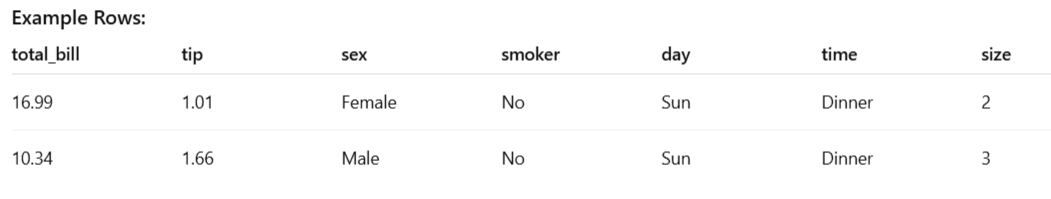 Example Rows:
total_bill tip sex smoker day time size
16.99 1.01 Female No Sun Dinner 2
10.34 1.66 Male No Sun Dinner 3